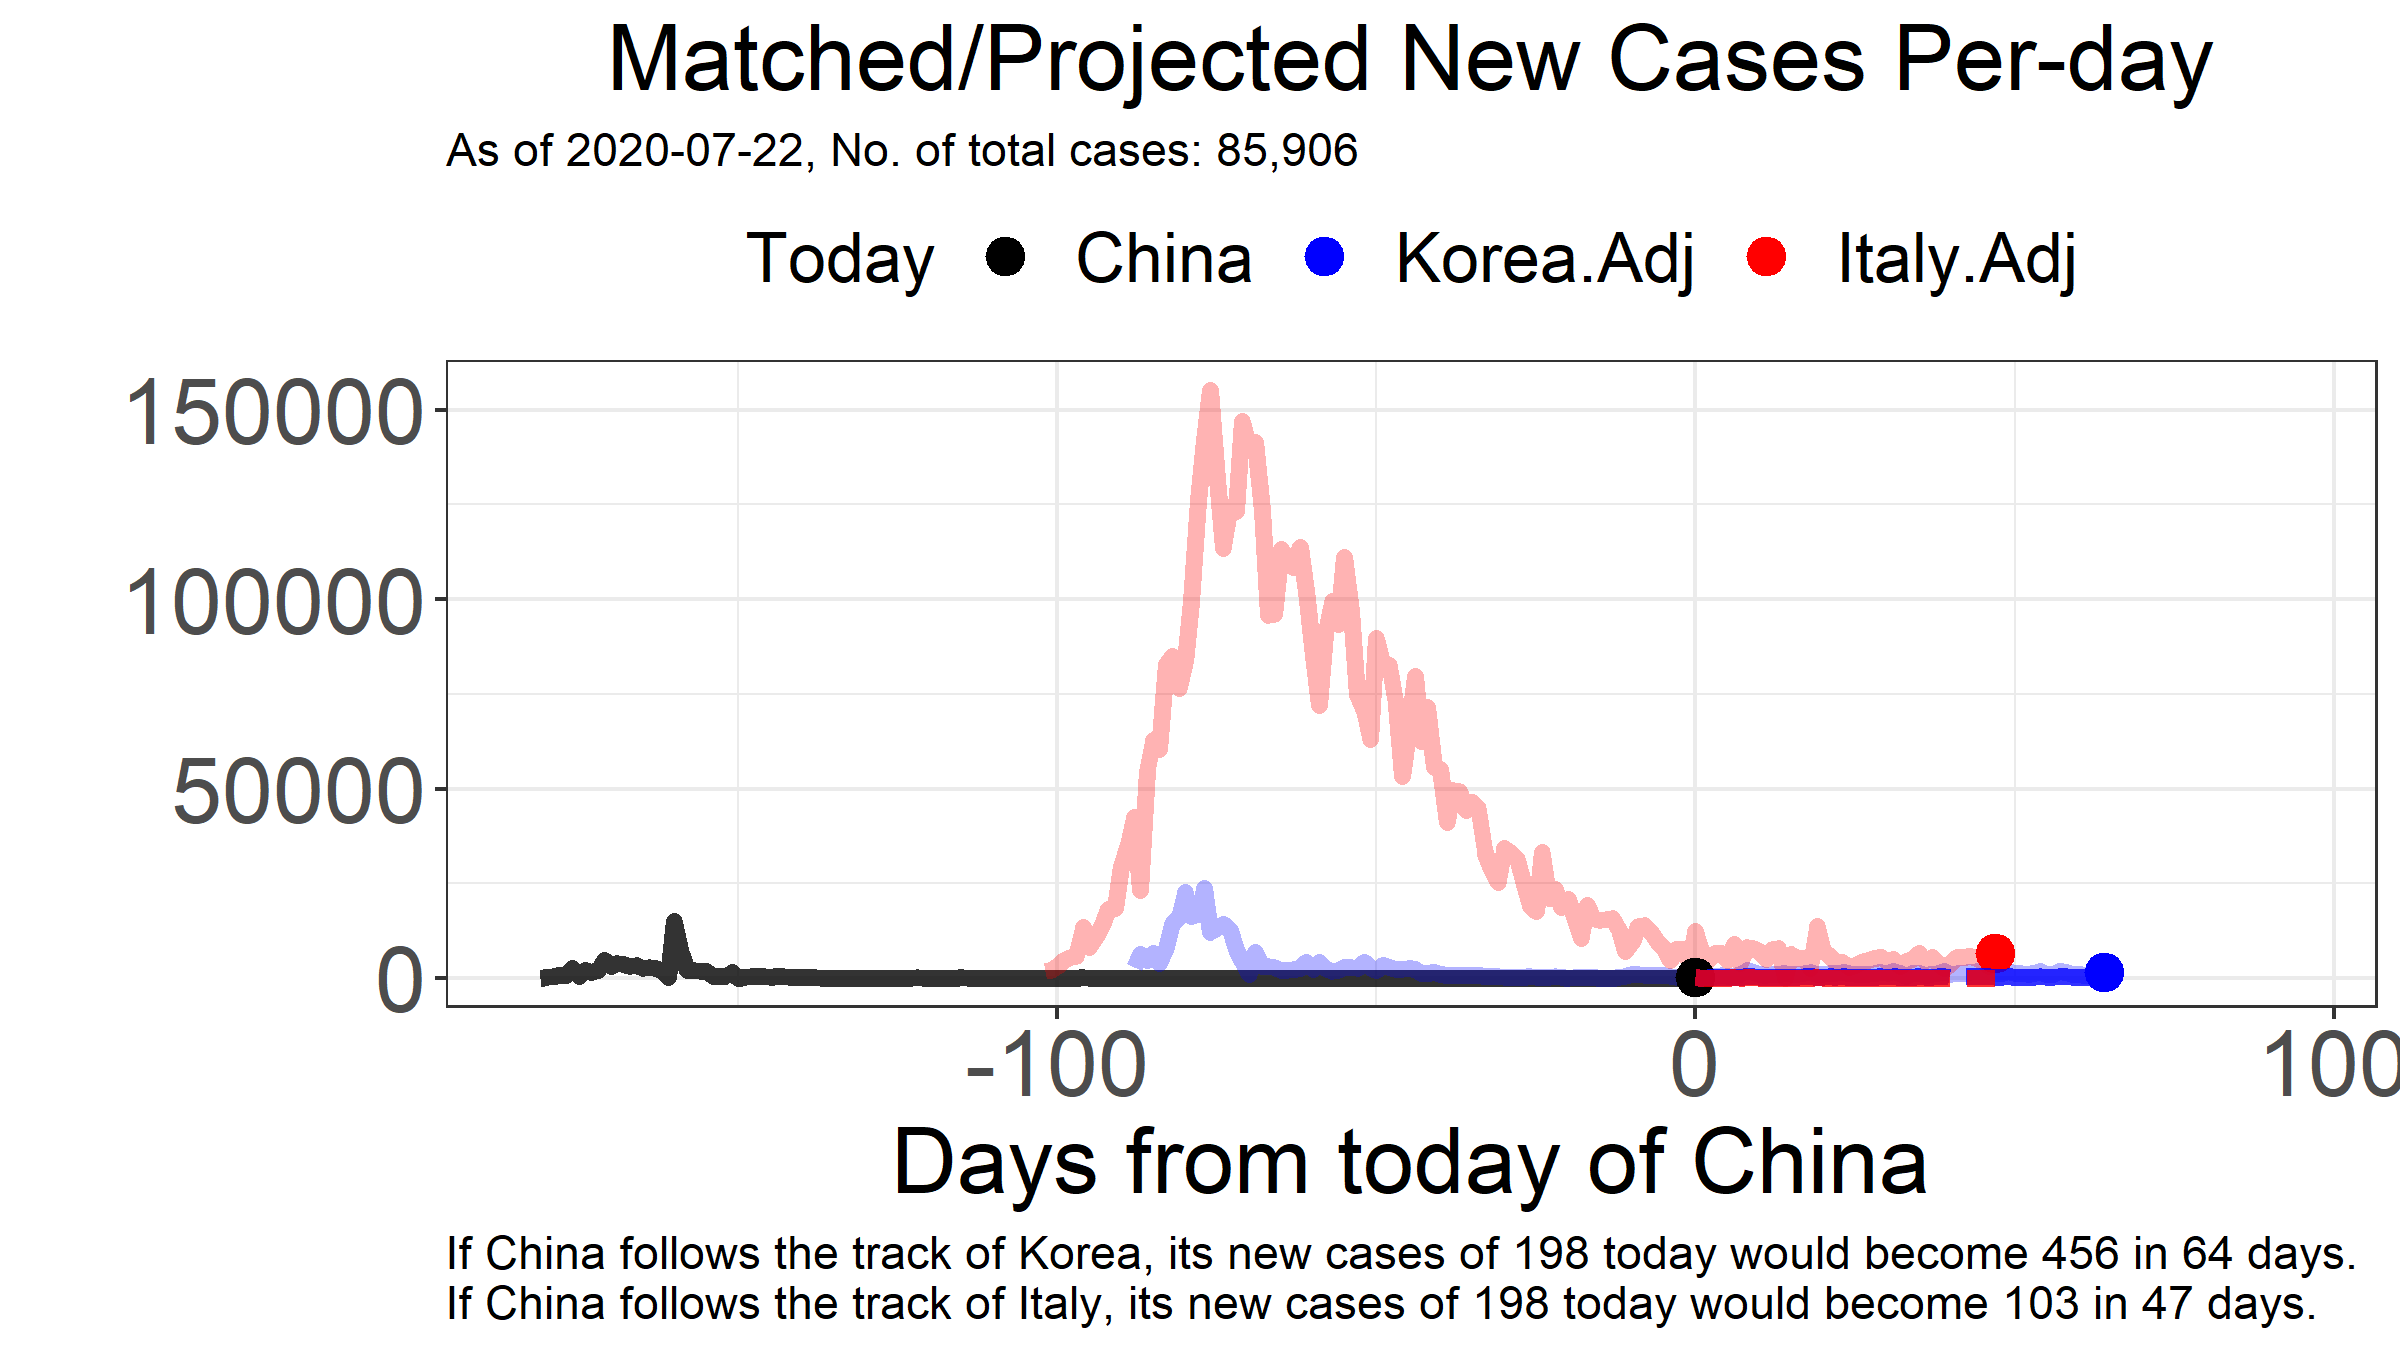 Matched/Projected New Cases Per-day
As of 2020-07-22, No. of total cases: 85,906
Today China Korea.Adj Italy.Adj
150000
100000
50000
0
-100 0 100
Days from today of China
If China follows the track of Korea, its new cases of 198 today would become 456 in 64 days.
If China follows the track of Italy, its new cases of 198 today would become 103 in 47 days.